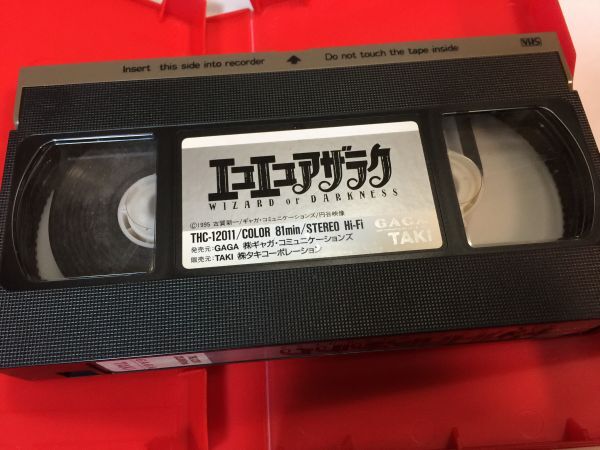 Insert this side into recorder
Do not touch the tape inside
VHS
エコエコアザラク
WIZARD OF DARKNESS
©1995 古賀新一/ギャガ・コミュニケーションズ/円谷映像
THC-12011/COLOR 81min/STEREO Hi-Fi
発売元: GAGA ㈱ギャガ・コミュニケーションズ
販売元: TAKI ㈱タキコーポレーション
GAGA
TAKI